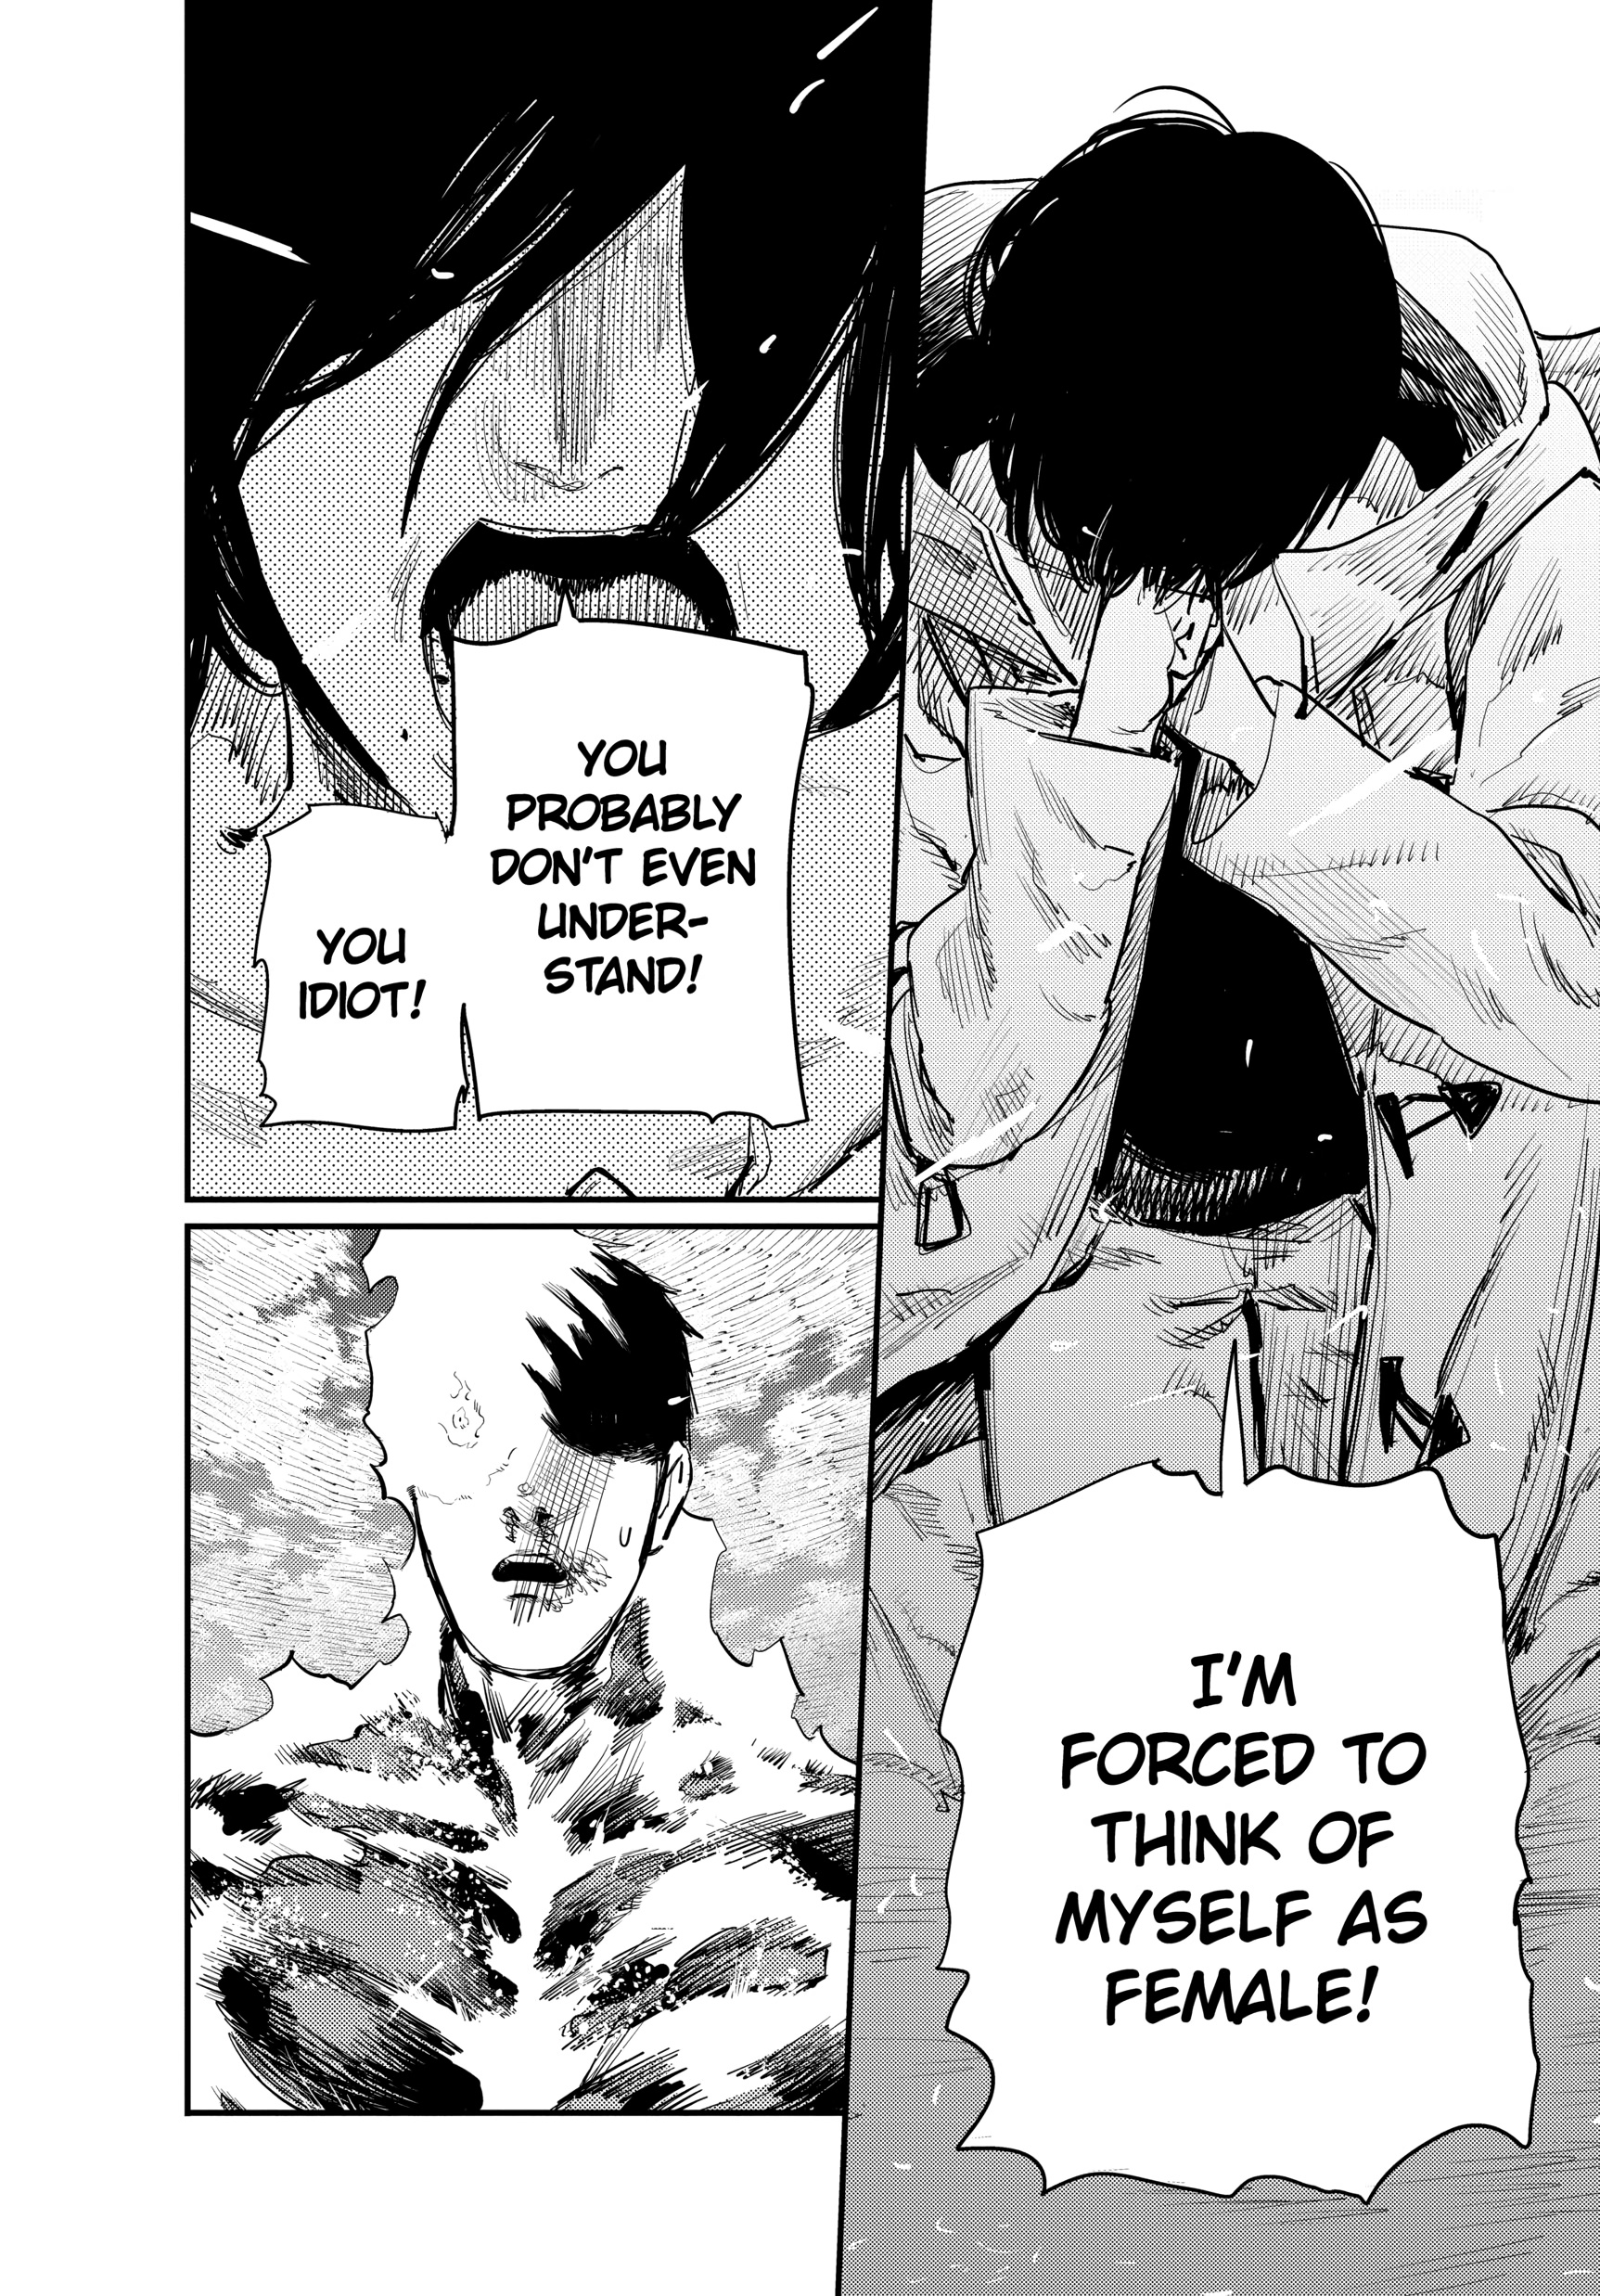 I'M
FORCED TO
THINK OF
MYSELF AS
FEMALE!
YOU
PROBABLY
DON'T EVEN
UNDER-
STAND!
YOU
IDIOT!